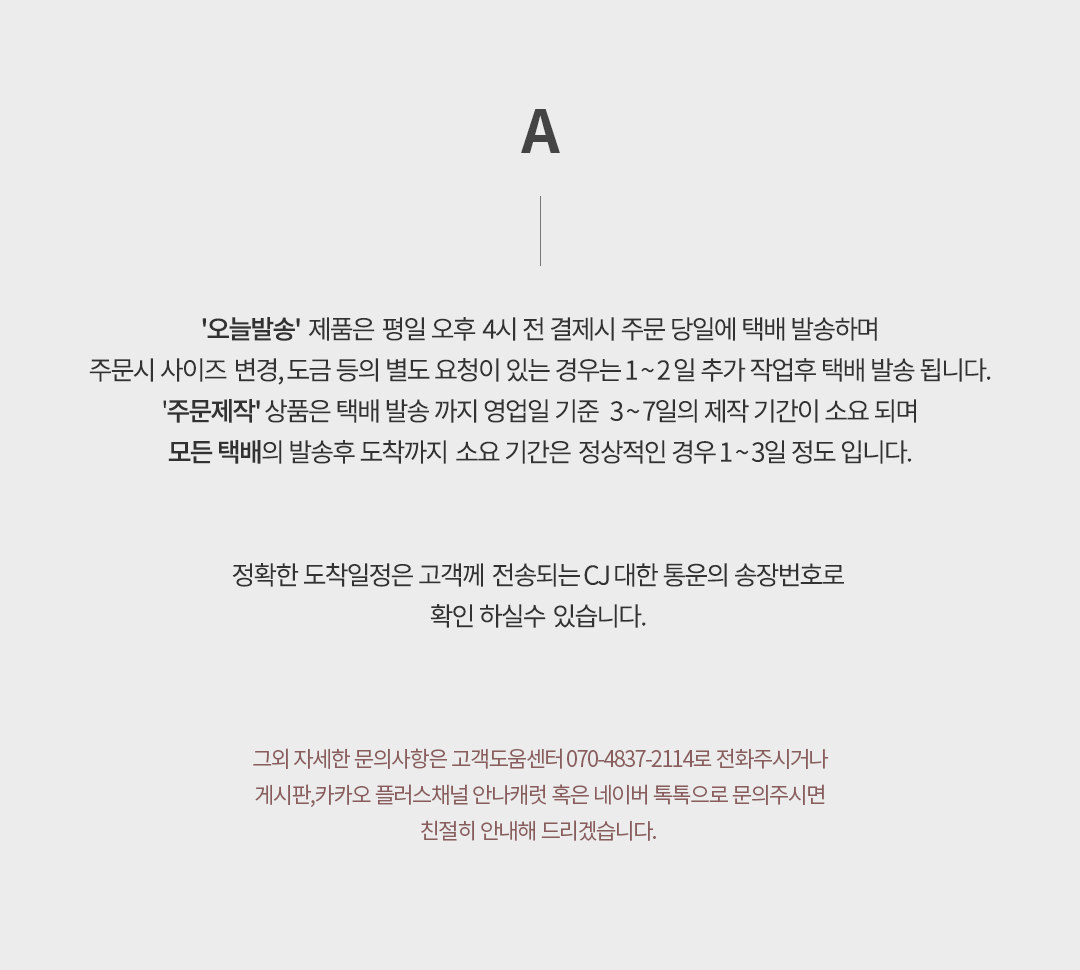 A
'오늘발송' 제품은 평일 오후 4시 전 결제시 주문 당일에 택배 발송하며
주문시 사이즈 변경, 도금 등의 별도 요청이 있는 경우는 1~2일 추가 작업후 택배 발송 됩니다.
'주문제작' 상품은 택배 발송 까지 영업일 기준 3~7일의 제작 기간이 소요 되며
모든 택배의 발송후 도착까지 소요 기간은 정상적인 경우 1~3일 정도 입니다.
정확한 도착일정은 고객께 전송되는 CJ 대한 통운의 송장번호로
확인 하실수 있습니다.
그외 자세한 문의사항은 고객도움센터 070-4837-2114로 전화주시거나
게시판,카카오 플러스채널 안나캐럿 혹은 네이버 톡톡으로 문의주시면
친절히 안내해 드리겠습니다.